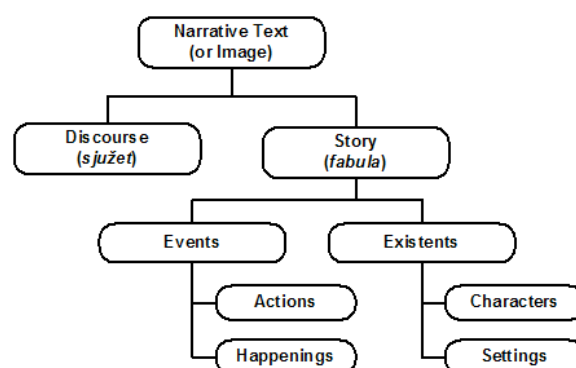 Narrative Text
(or Image)
Discourse
(sjužet)
Story
(fabula)
Events
Existents
Actions
Characters
Happenings
Settings